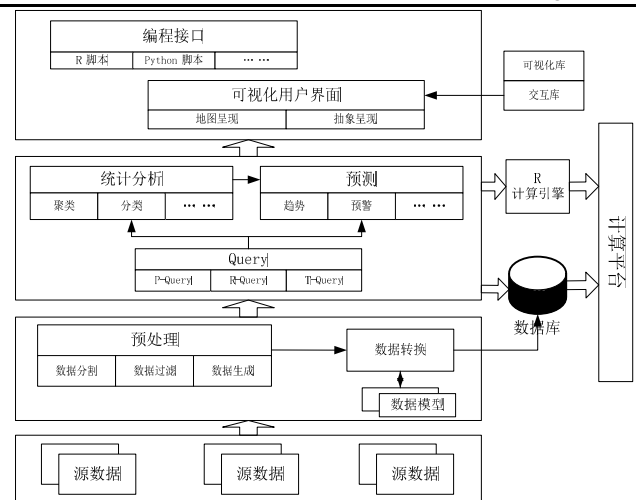 编程接口
R 脚本 Python 脚本 … …
可视化用户界面
地图呈现 抽象呈现
可视化库
交互库
统计分析
聚类 分类 … …
预测
趋势 预警 … …
Query
P-Query R-Query T-Query
R
计算引擎
数据库
计算平台
预处理
数据分割 数据过滤 数据生成
数据转换
数据模型
源数据
源数据
源数据